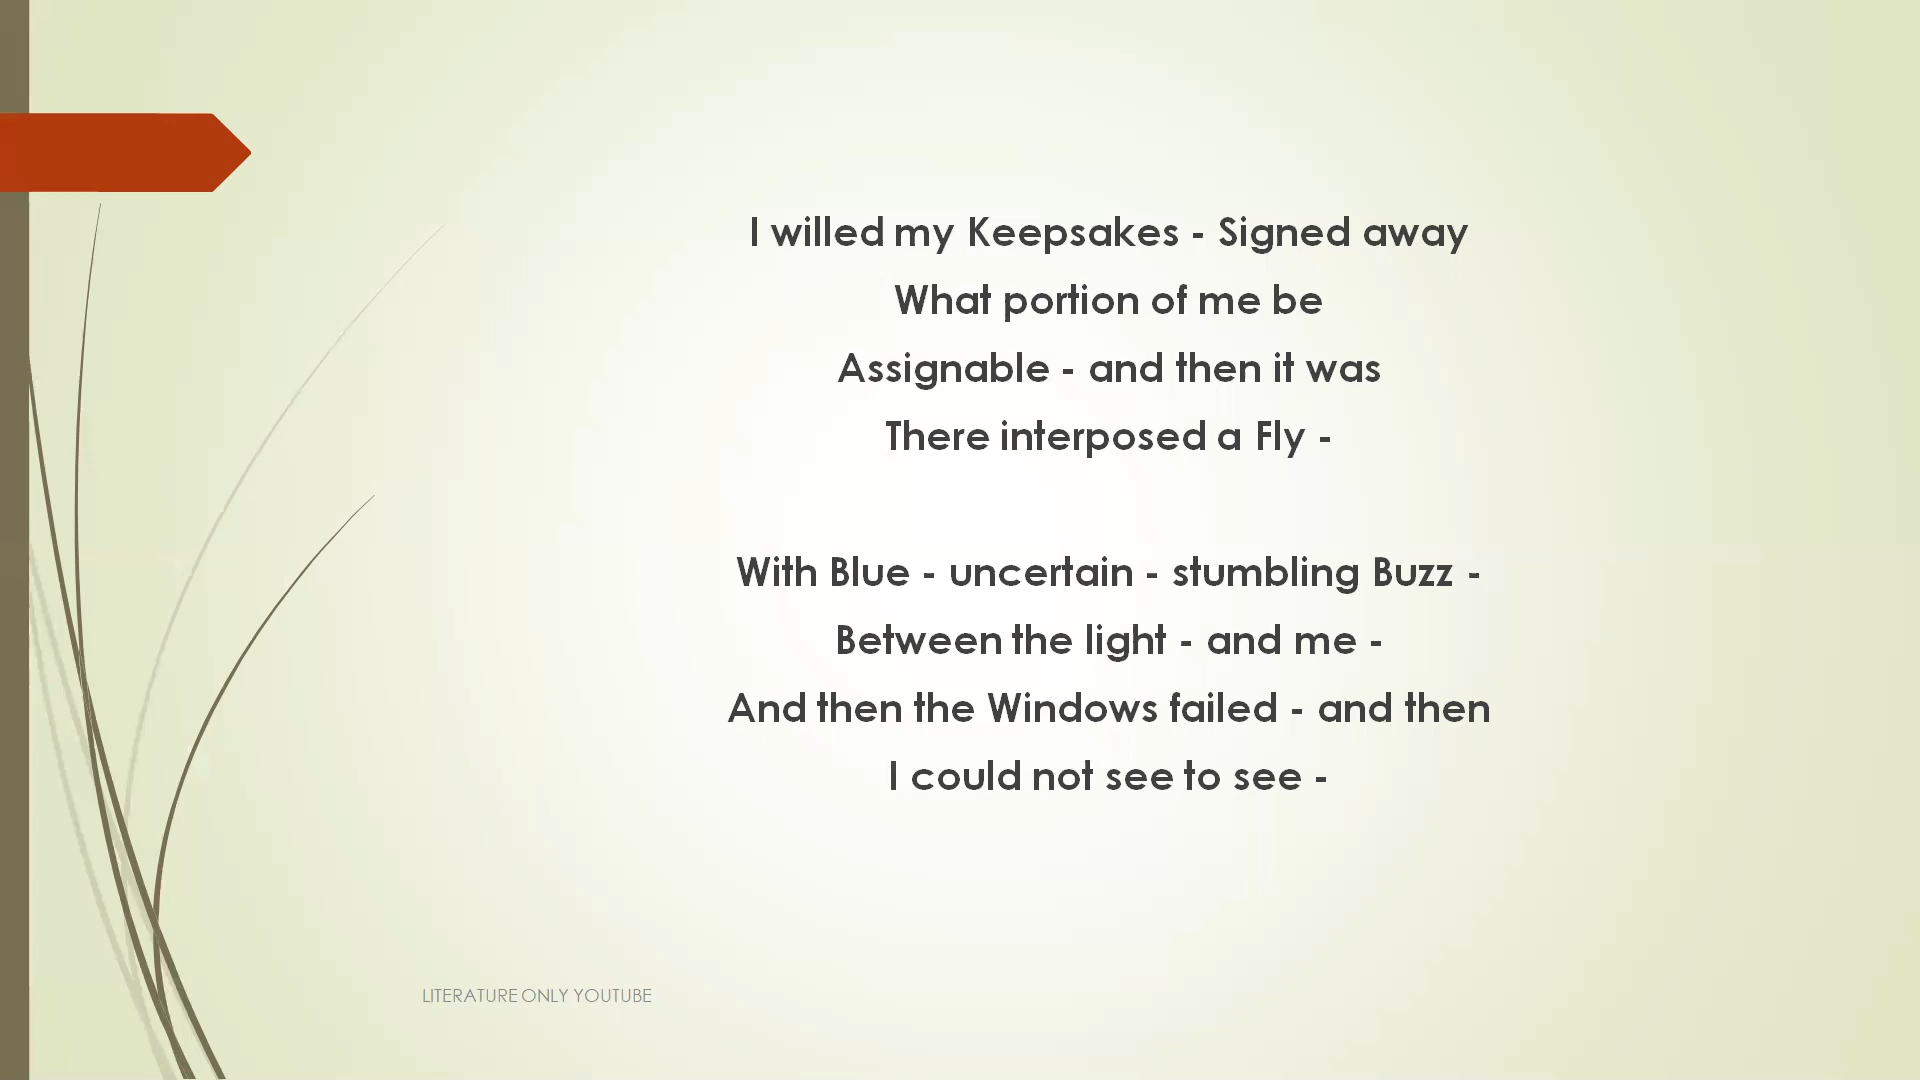 I willed my Keepsakes - Signed away
What portion of me be
Assignable - and then it was
There interposed a Fly -
With Blue - uncertain - stumbling Buzz -
Between the light - and me -
And then the Windows failed - and then
I could not see to see -
LITERATURE ONLY YOUTUBE